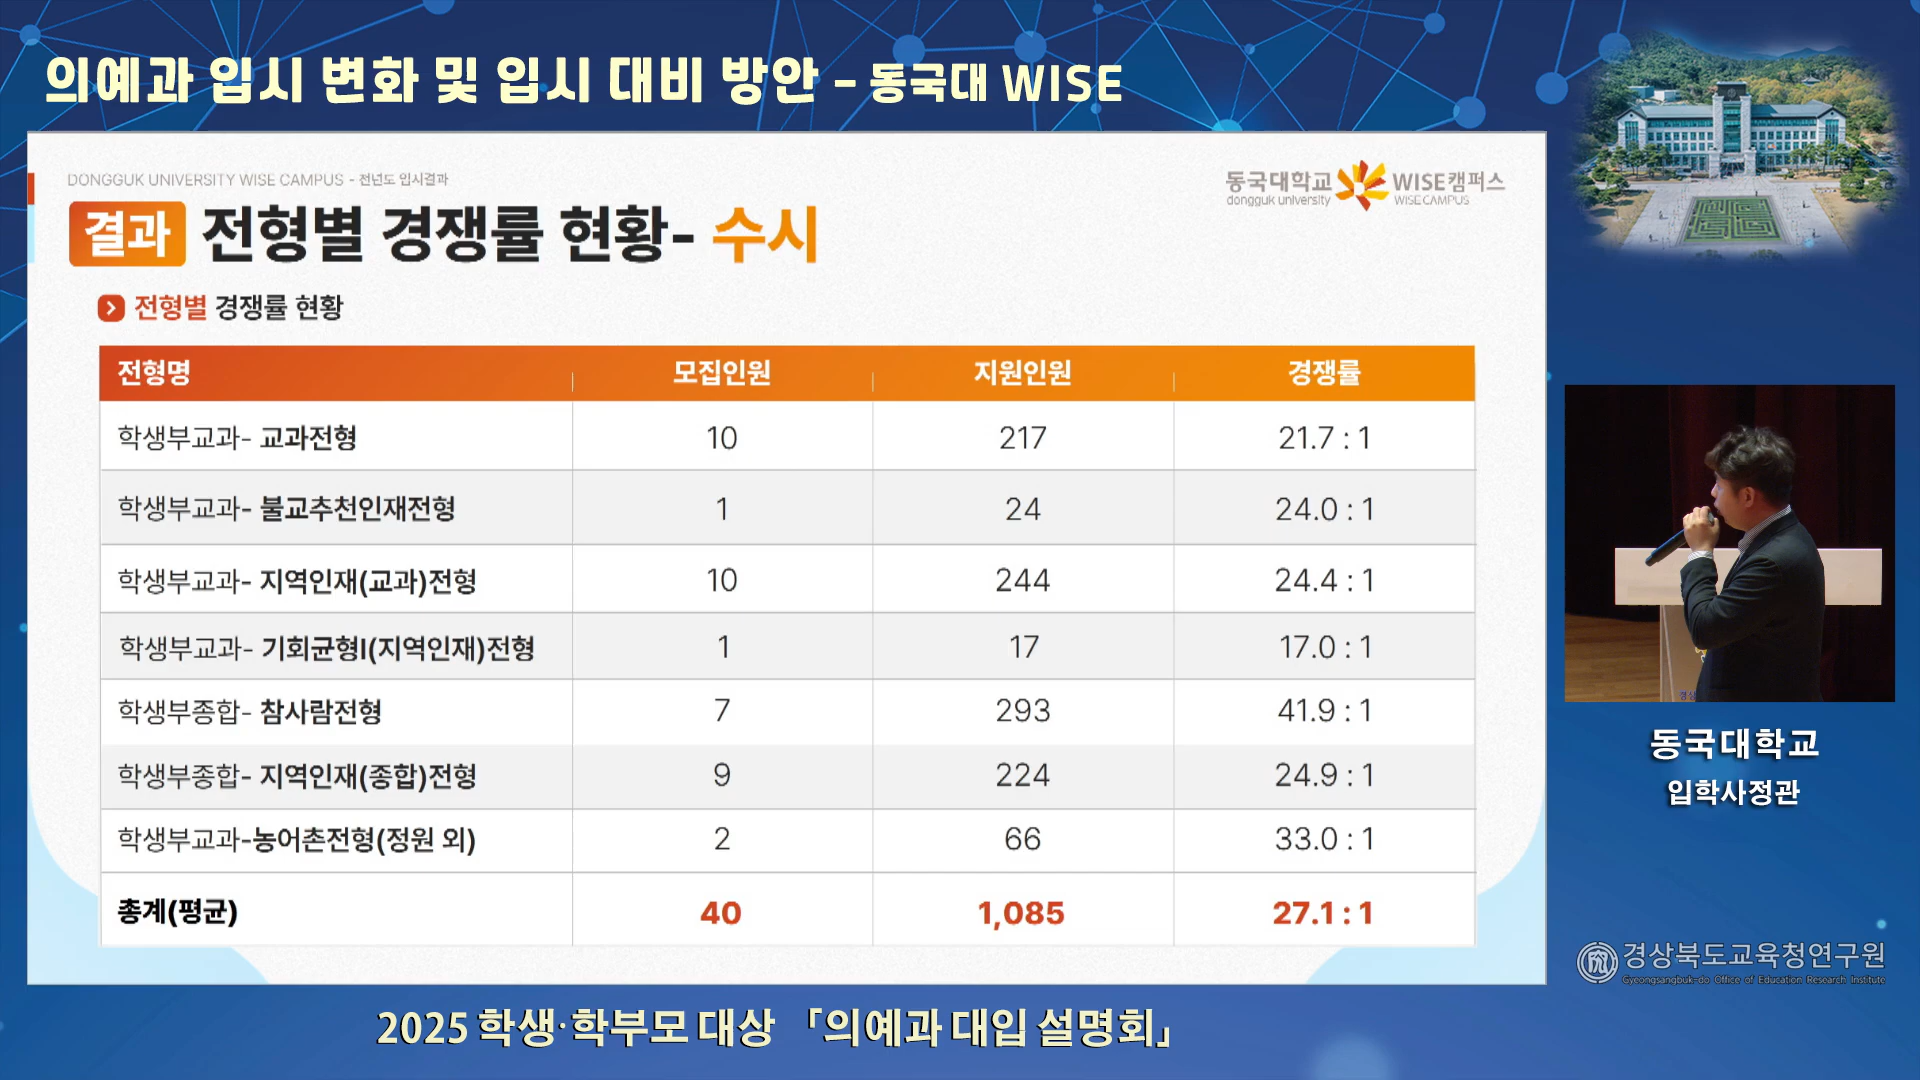 의예과 입시 변화 및 입시 대비 방안 - 동국대 WISE
DONGGUK UNIVERSITY WISE CAMPUS - 전년도 입시결과
동국대학교 WISE캠퍼스
dongguk university WISE CAMPUS
결과 전형별 경쟁률 현황- 수시
전형별 경쟁률 현황
전형명 모집인원 지원인원 경쟁률
학생부교과- 교과전형 10 217 21.7 : 1
학생부교과- 불교추천인재전형 1 24 24.0 : 1
학생부교과- 지역인재(교과)전형 10 244 24.4 : 1
학생부교과- 기회균형I(지역인재)전형 1 17 17.0 : 1
학생부종합- 참사람전형 7 293 41.9 : 1
학생부종합- 지역인재(종합)전형 9 224 24.9 : 1
학생부교과-농어촌전형(정원 외) 2 66 33.0 : 1
총계(평균) 40 1,085 27.1 : 1
경상
동국대학교
입학사정관
경상북도교육청연구원
Gyeongsangbuk-do Office of Education Research Institute
2025 학생·학부모 대상 「의예과 대입 설명회」